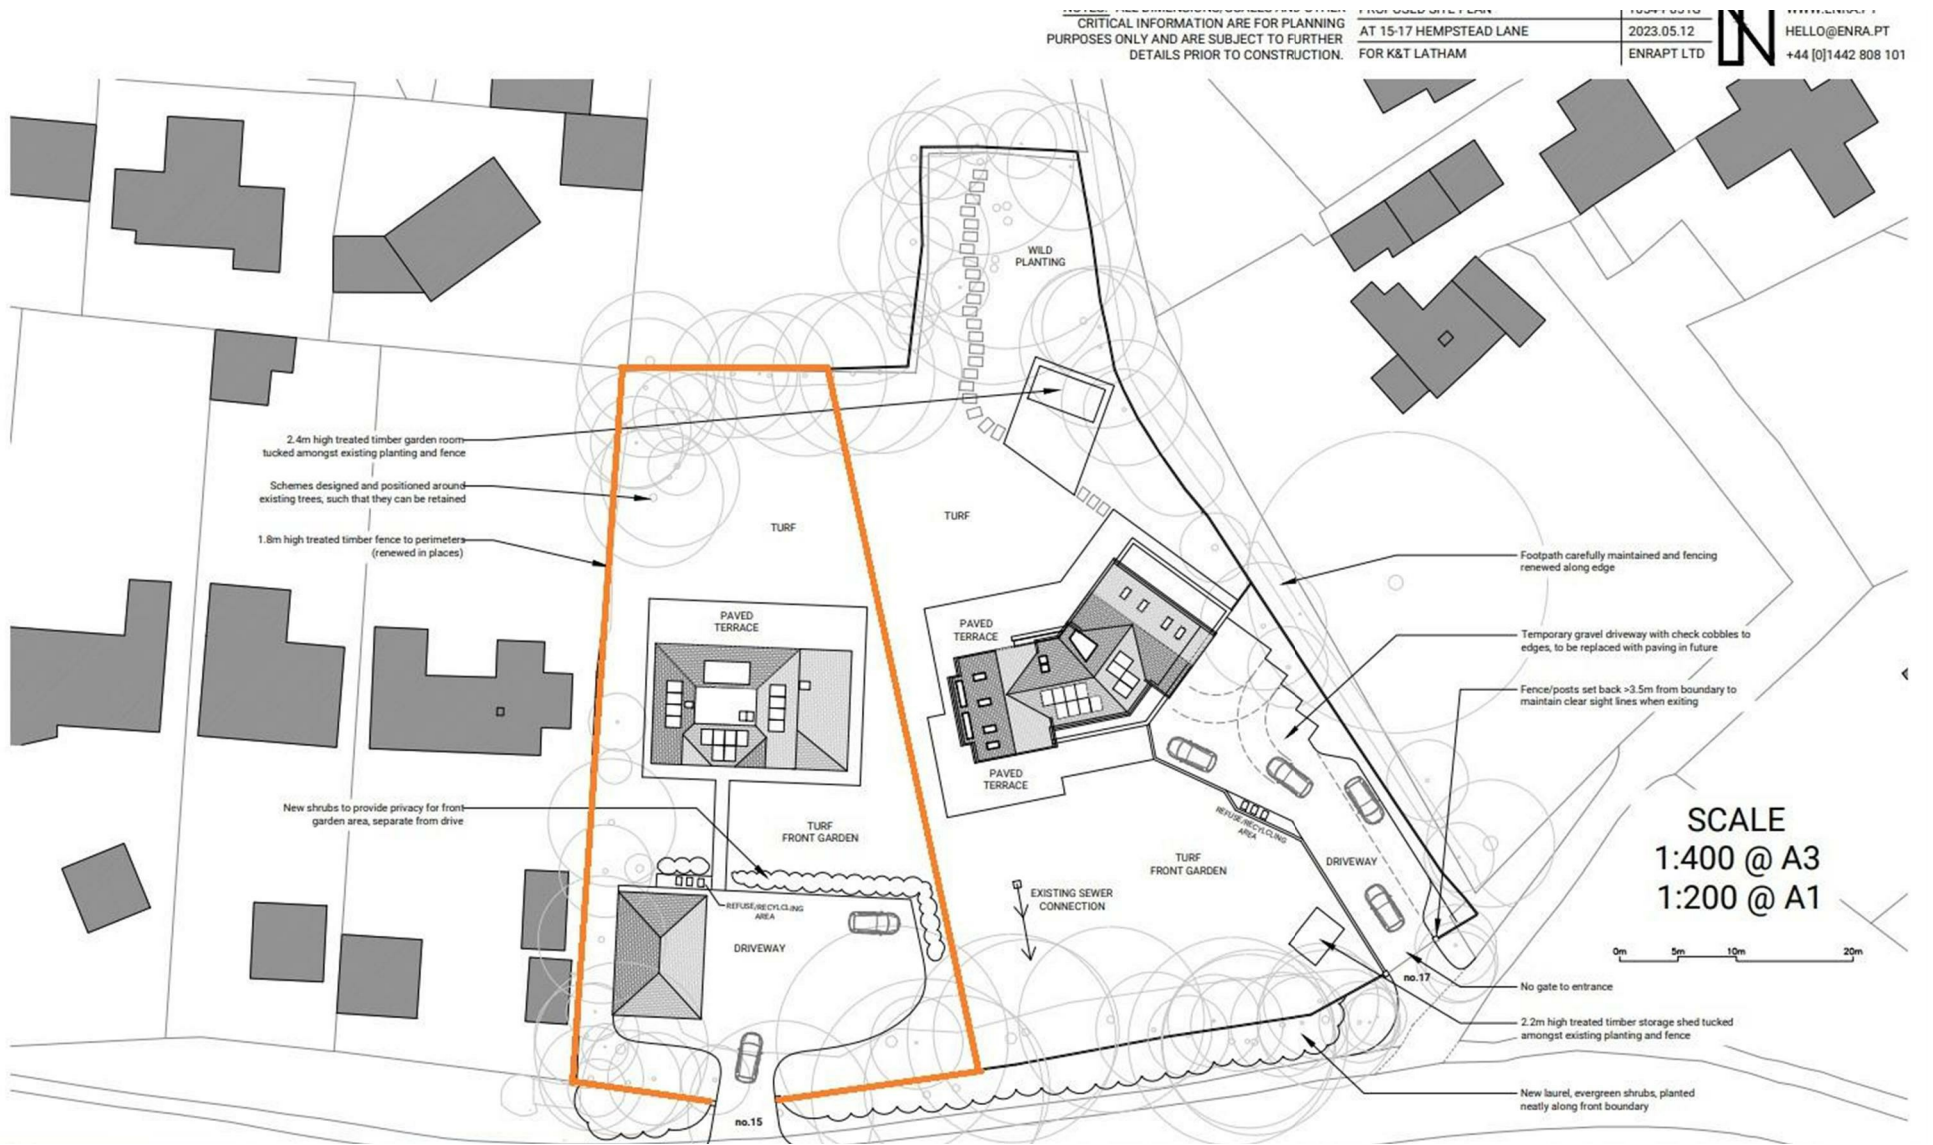 CRITICAL INFORMATION ARE FOR PLANNING
PURPOSES ONLY AND ARE SUBJECT TO FURTHER
DETAILS PRIOR TO CONSTRUCTION.
AT 15-17 HEMPSTEAD LANE
FOR K&T LATHAM
2023.05.12
ENRAPT LTD
HELLO@ENRA.PT
+44 [0]1442 808 101
WILD
PLANTING
2.4m high treated timber garden room
tucked amongst existing planting and fence
Schemes designed and positioned around
existing trees, such that they can be retained
1.8m high treated timber fence to perimeters
(renewed in places)
TURF
TURF
PAVED
TERRACE
PAVED
TERRACE
PAVED
TERRACE
Footpath carefully maintained and fencing
renewed along edge
Temporary gravel driveway with check cobbles to
edges, to be replaced with paving in future
Fence/posts set back >3.5m from boundary to
maintain clear sight lines when exiting
New shrubs to provide privacy for front
garden area, separate from drive
TURF
FRONT GARDEN
REFUSE/RECYLCLING
AREA
DRIVEWAY
TURF
FRONT GARDEN
EXISTING SEWER
CONNECTION
REFUSE/RECYLCLING
AREA
DRIVEWAY
SCALE
1:400 @ A3
1:200 @ A1
0m 5m 10m 20m
no.17
No gate to entrance
2.2m high treated timber storage shed tucked
amongst existing planting and fence
New laurel, evergreen shrubs, planted
neatly along front boundary
no.15